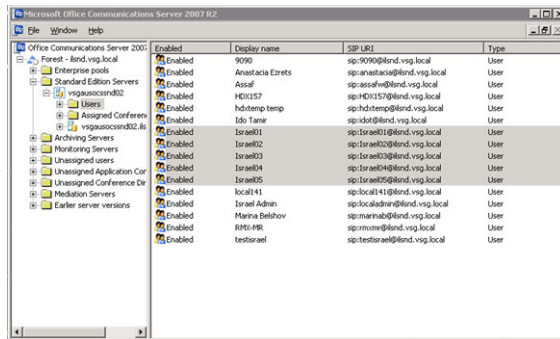 Microsoft Office Communications Server 2007 R2
File Window Help
Office Communications Server 2007
Forest - ilsnd.vsg.local
Enterprise pools
Standard Edition Servers
vsgausocssnd02
Users
Assigned Conferen
vsgausocssnd02.ils
Archiving Servers
Monitoring Servers
Unassigned users
Unassigned Application Cor
Unassigned Conference Dir
Mediation Servers
Earlier server versions
Enabled Display name SIP URI Type
Enabled 9090 sip:9090@ilsnd.vsg.local User
Enabled Anastacia Ezrets sip:anastacia@ilsnd.vsg.local User
Enabled Assaf sip:assafw@ilsnd.vsg.local User
Enabled HDX157 sip:HDX157@ilsnd.vsg.local User
Enabled hdxtemp temp sip:hdxtemp@ilsnd.vsg.local User
Enabled Ido Tamir sip:idot@ilsnd.vsg.local User
Enabled Israel01 sip:Israel01@ilsnd.vsg.local User
Enabled Israel02 sip:Israel02@ilsnd.vsg.local User
Enabled Israel03 sip:Israel03@ilsnd.vsg.local User
Enabled Israel04 sip:Israel04@ilsnd.vsg.local User
Enabled Israel05 sip:Israel05@ilsnd.vsg.local User
Enabled local141 sip:local141@ilsnd.vsg.local User
Enabled Israel Admin sip:localadmin@ilsnd.vsg.local User
Enabled Marina Belshov sip:marinab@ilsnd.vsg.local User
Enabled RMX-MR sip:rmxmr@ilsnd.vsg.local User
Enabled testisrael sip:testisrael@ilsnd.vsg.local User